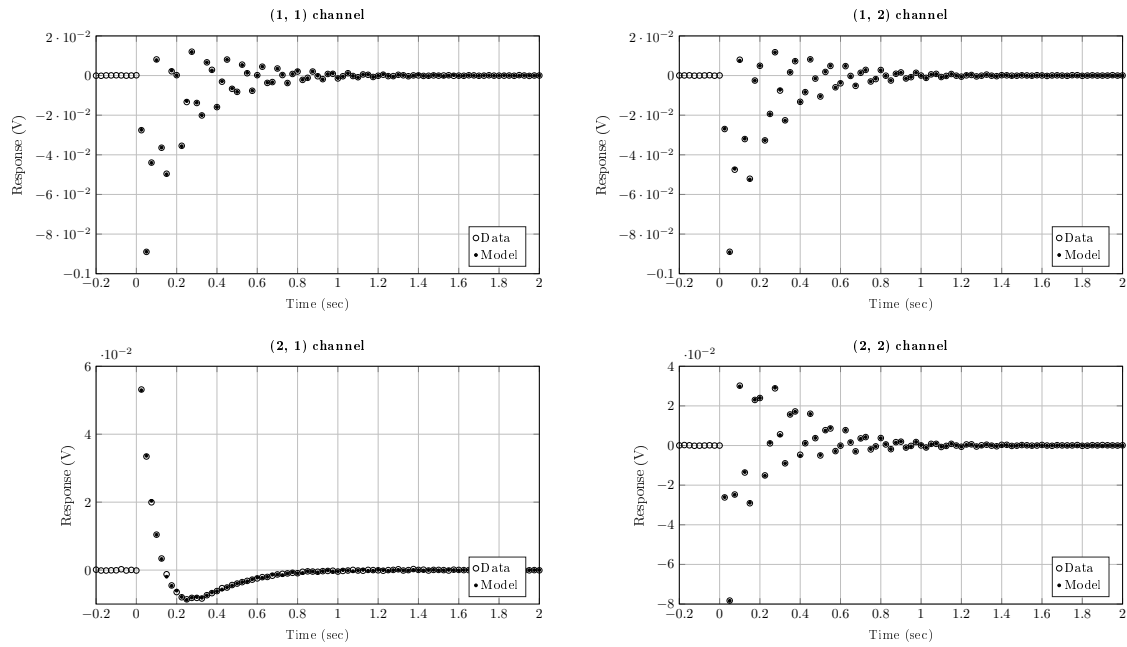 (1, 1) channel
2 · 10⁻²
0
−2 · 10⁻²
−4 · 10⁻²
−6 · 10⁻²
−8 · 10⁻²
−0.1
Response (V)
Data
Model
−0.2 0 0.2 0.4 0.6 0.8 1 1.2 1.4 1.6 1.8 2
Time (sec)
(1, 2) channel
2 · 10⁻²
0
−2 · 10⁻²
−4 · 10⁻²
−6 · 10⁻²
−8 · 10⁻²
−0.1
Response (V)
Data
Model
−0.2 0 0.2 0.4 0.6 0.8 1 1.2 1.4 1.6 1.8 2
Time (sec)
(2, 1) channel
·10⁻²
6
4
2
0
Response (V)
Data
Model
−0.2 0 0.2 0.4 0.6 0.8 1 1.2 1.4 1.6 1.8 2
Time (sec)
(2, 2) channel
·10⁻²
4
2
0
−2
−4
−6
−8
Response (V)
Data
Model
−0.2 0 0.2 0.4 0.6 0.8 1 1.2 1.4 1.6 1.8 2
Time (sec)